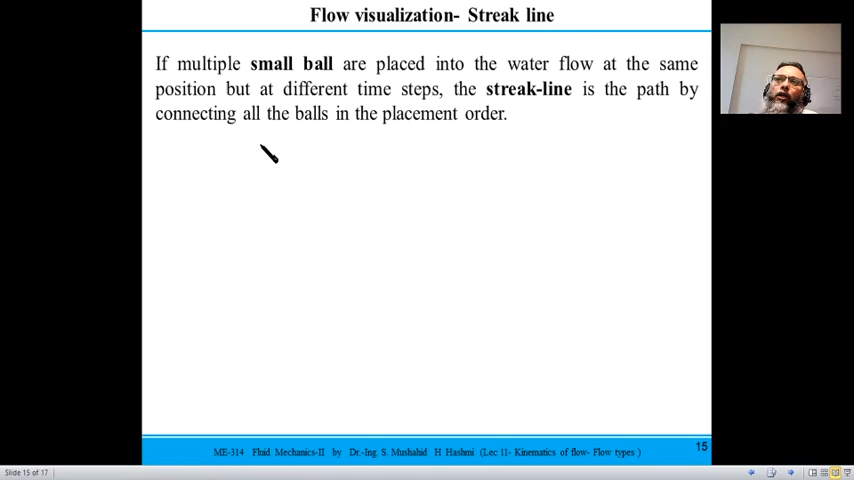 Flow visualization- Streak line
If multiple small ball are placed into the water flow at the same
position but at different time steps, the streak-line is the path by
connecting all the balls in the placement order.
ME-314 Fluid Mechanics-II by Dr.-Ing. S. Mushahid H Hashmi (Lec 11- Kinematics of flow- Flow types )
15
Slide 15 of 17